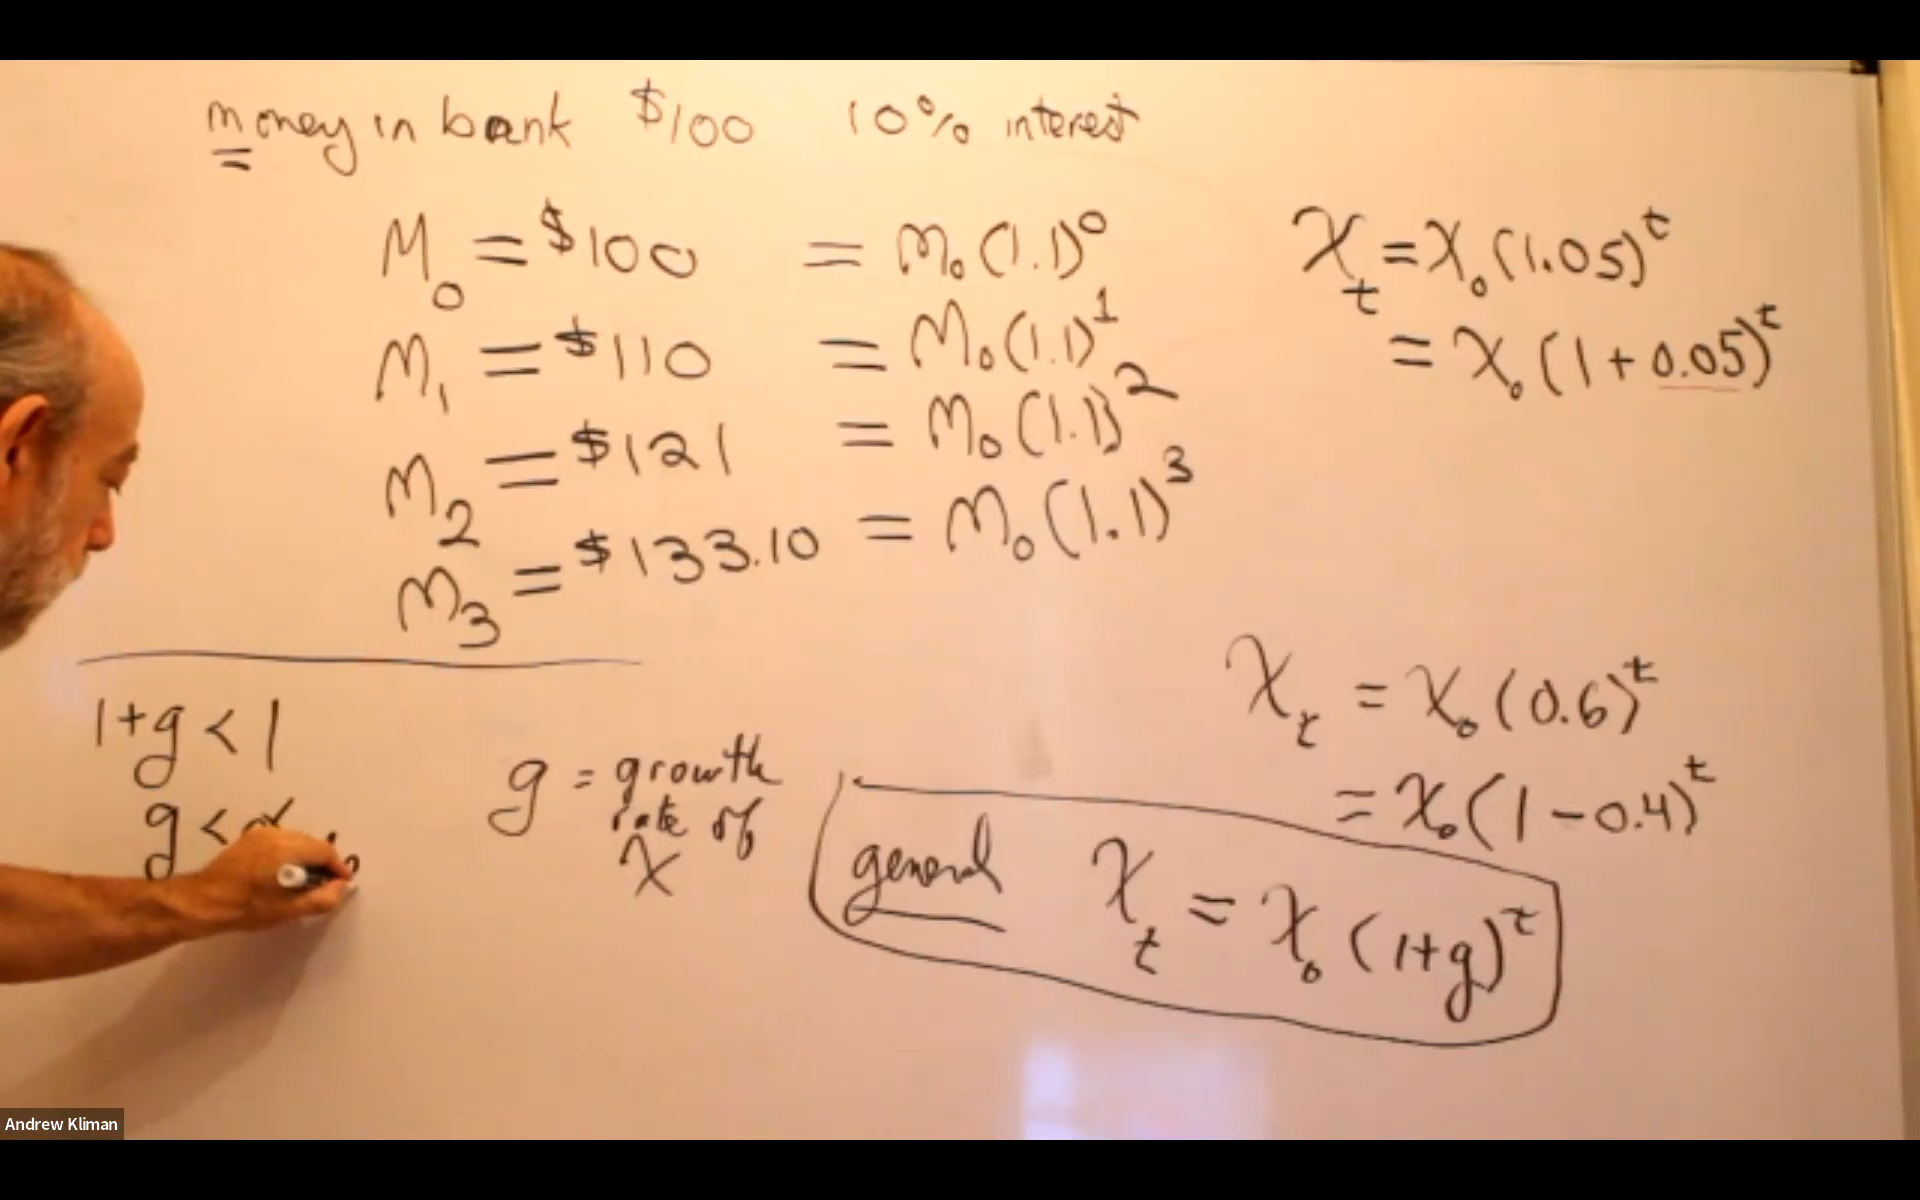 money in bank $100 10% interest
M₀ = $100 = M₀(1.1)⁰
M₁ = $110 = M₀(1.1)¹
M₂ = $121 = M₀(1.1)²
M₃ = $133.10 = M₀(1.1)³
Xₜ = X₀(1.05)ᵗ
= X₀(1 + 0.05)ᵗ
1+g < 1
g <
g = growth
rate of
X
Xₜ = X₀(0.6)ᵗ
= X₀(1 - 0.4)ᵗ
general Xₜ = X₀(1+g)ᵗ
Andrew Kliman